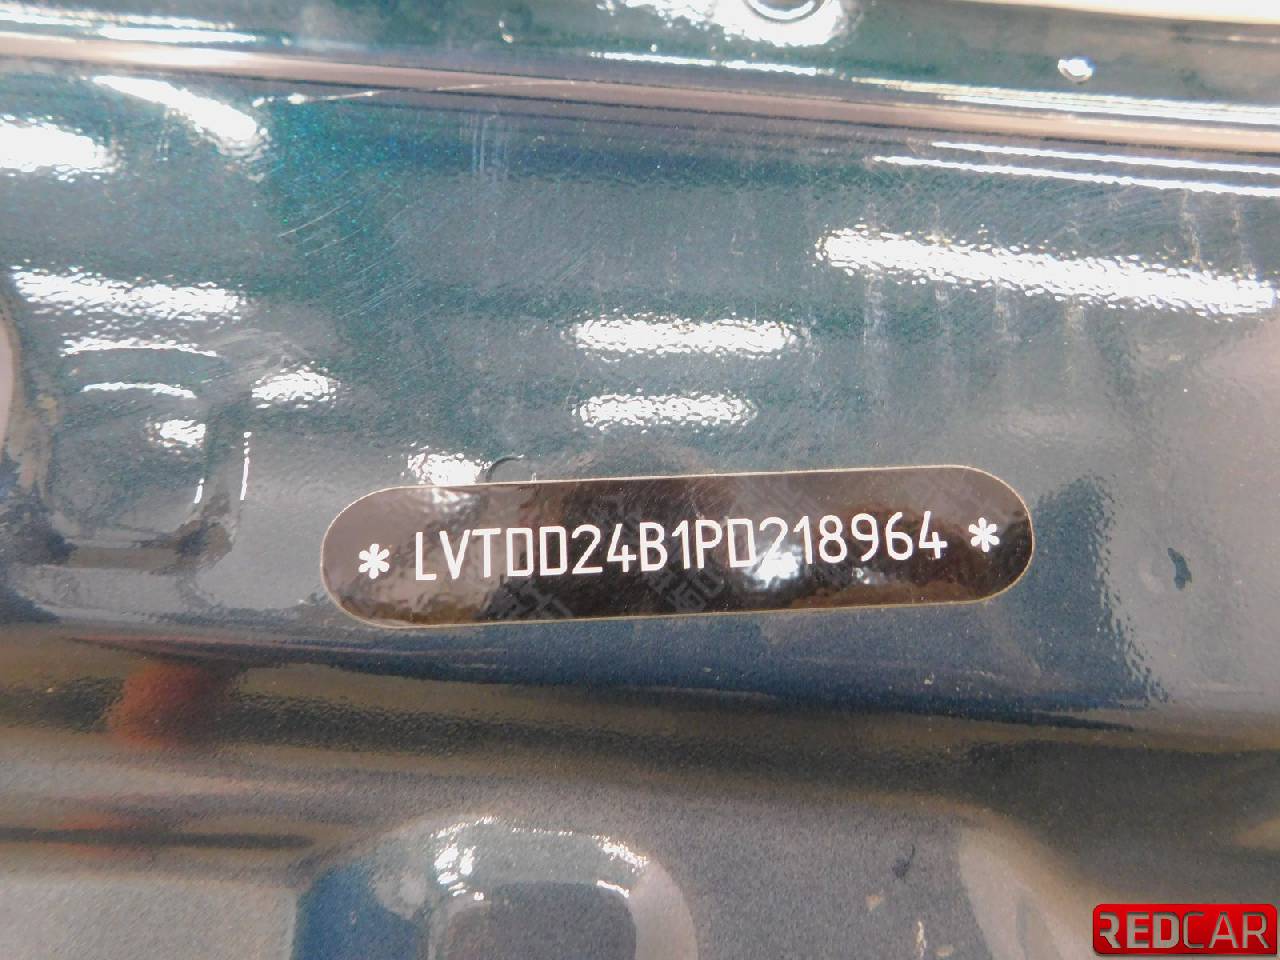 * LVTDD24B1PD218964 *
REDCAR